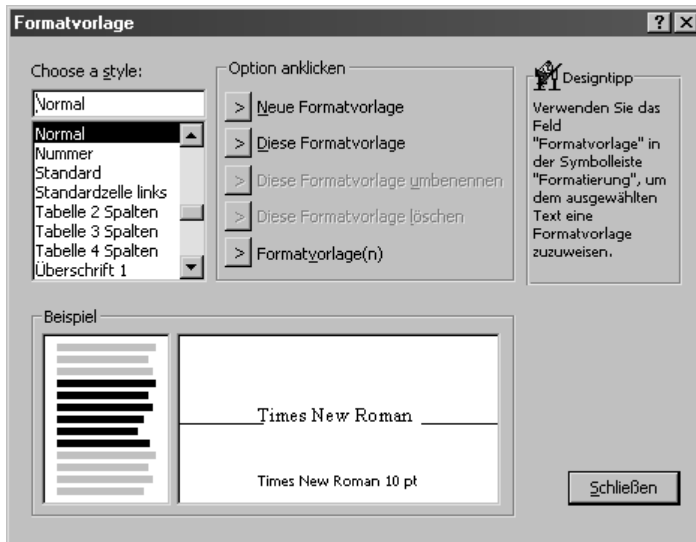 Formatvorlage
Choose a style:
Normal
Normal
Nummer
Standard
Standardzelle links
Tabelle 2 Spalten
Tabelle 3 Spalten
Tabelle 4 Spalten
Überschrift 1
Option anklicken
> Neue Formatvorlage
> Diese Formatvorlage
> Diese Formatvorlage umbenennen
> Diese Formatvorlage löschen
> Formatvorlage(n)
Designtipp
Verwenden Sie das
Feld
"Formatvorlage" in
der Symbolleiste
"Formatierung", um
dem ausgewählten
Text eine
Formatvorlage
zuzuweisen.
Beispiel
Times New Roman
Times New Roman 10 pt
Schließen